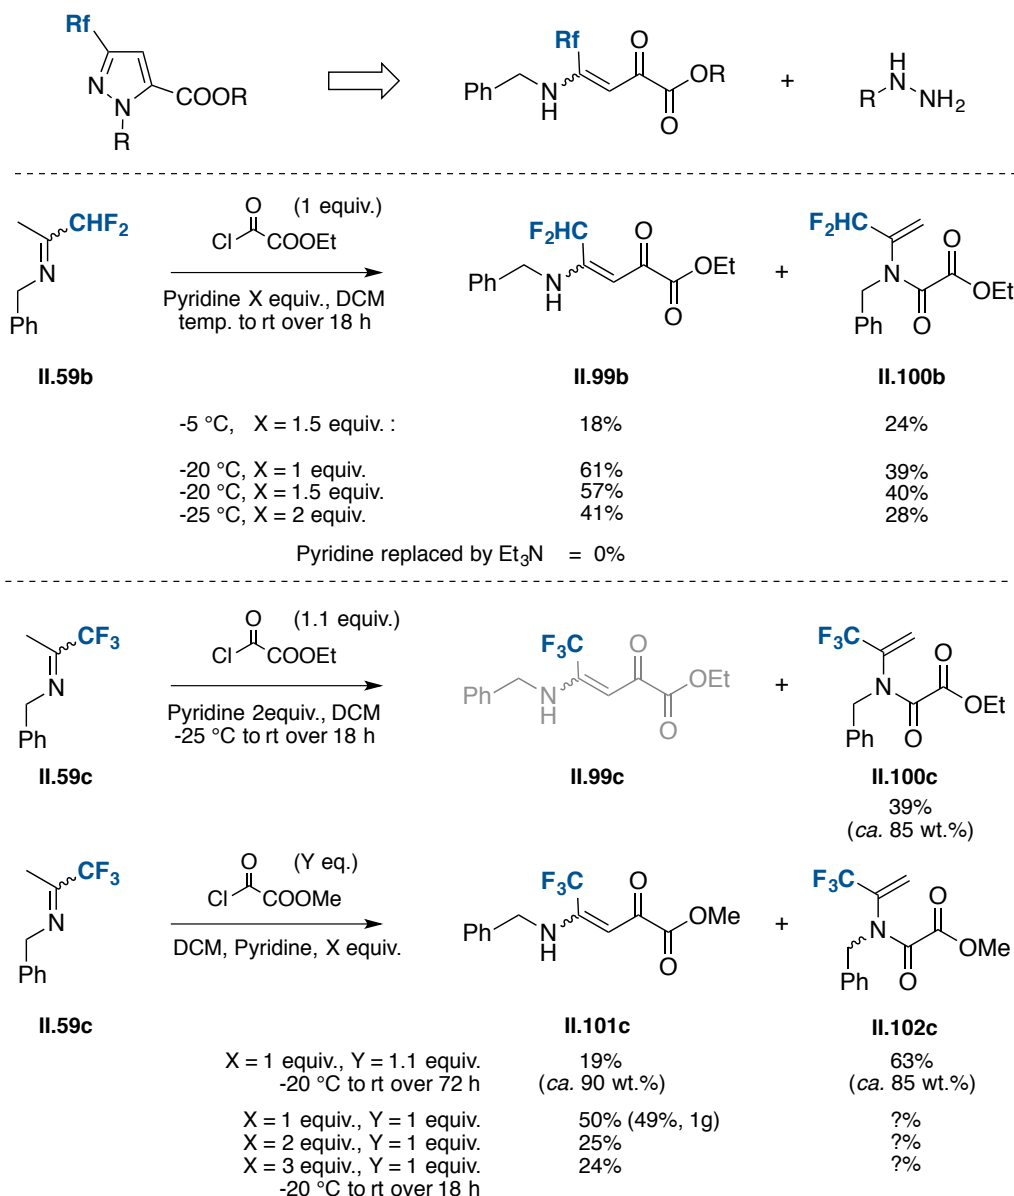 Rf
N
N
R
COOR
Rf
O
OR
Ph
N
H
O
+
H
N
R
NH2
CHF2
N
Ph
II.59b
O
(1 equiv.)
Cl
COOEt
Pyridine X equiv., DCM
temp. to rt over 18 h
F2HC
O
OEt
Ph
N
H
O
II.99b
+
F2HC
O
N
OEt
Ph
O
II.100b
-5 °C, X = 1.5 equiv. : 18% 24%
-20 °C, X = 1 equiv. 61% 39%
-20 °C, X = 1.5 equiv. 57% 40%
-25 °C, X = 2 equiv. 41% 28%
Pyridine replaced by Et3N = 0%
CF3
N
Ph
II.59c
O
(1.1 equiv.)
Cl
COOEt
Pyridine 2equiv., DCM
-25 °C to rt over 18 h
F3C
O
OEt
Ph
N
H
O
II.99c
+
F3C
O
N
OEt
Ph
O
II.100c
39%
(ca. 85 wt.%)
CF3
N
Ph
II.59c
O
(Y eq.)
Cl
COOMe
DCM, Pyridine, X equiv.
F3C
O
OMe
Ph
N
H
O
II.101c
+
F3C
O
N
OMe
Ph
O
II.102c
X = 1 equiv., Y = 1.1 equiv. 19% 63%
-20 °C to rt over 72 h (ca. 90 wt.%) (ca. 85 wt.%)
X = 1 equiv., Y = 1 equiv. 50% (49%, 1g) ?%
X = 2 equiv., Y = 1 equiv. 25% ?%
X = 3 equiv., Y = 1 equiv. 24% ?%
-20 °C to rt over 18 h